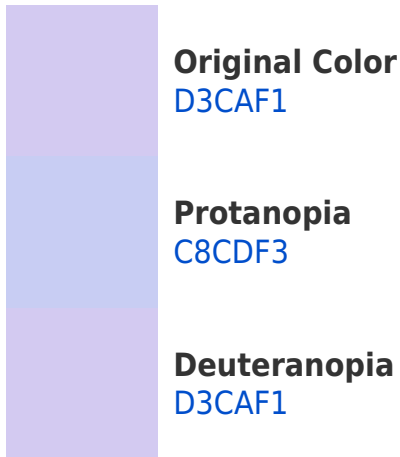 Original Color
D3CAF1
Protanopia
C8CDF3
Deuteranopia
D3CAF1